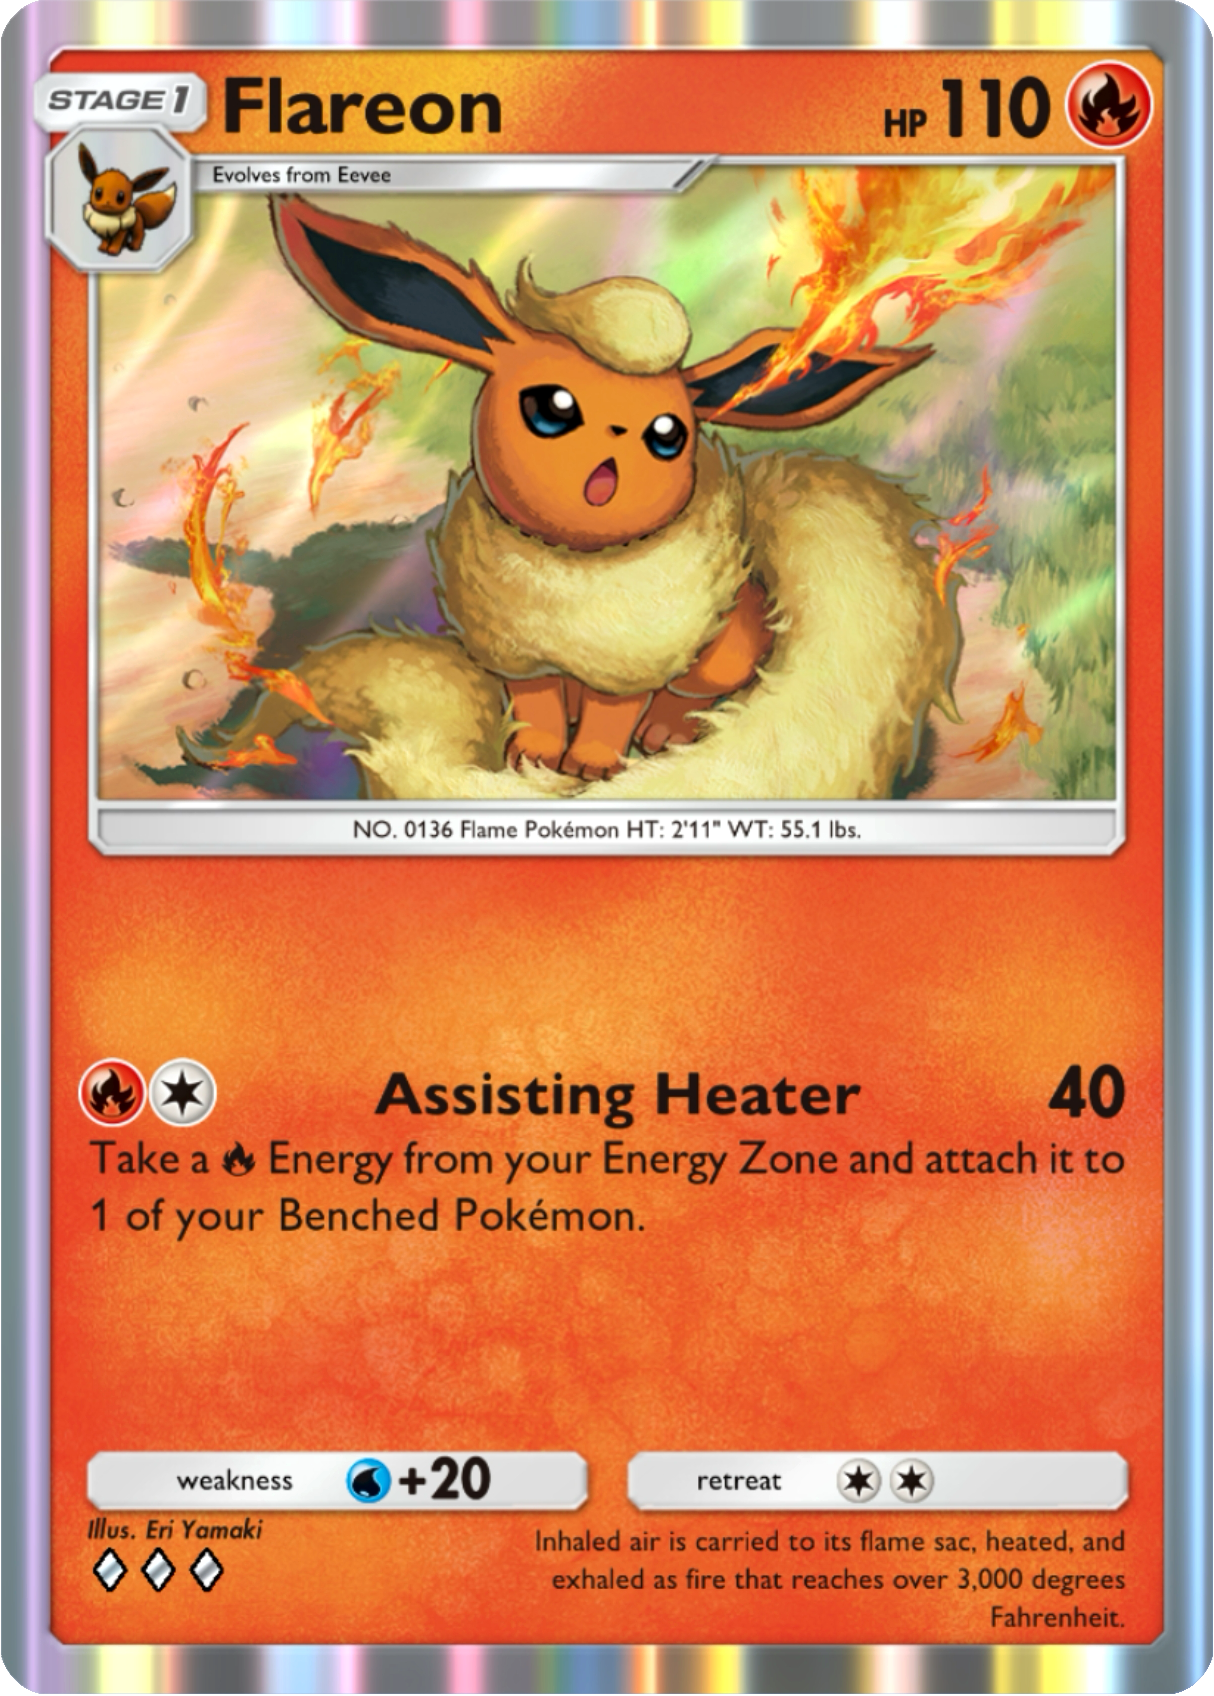 STAGE 1
Flareon
HP 110
Evolves from Eevee
NO. 0136 Flame Pokémon HT: 2'11" WT: 55.1 lbs.
Assisting Heater 40
Take a Energy from your Energy Zone and attach it to
1 of your Benched Pokémon.
weakness +20
retreat
Illus. Eri Yamaki
Inhaled air is carried to its flame sac, heated, and
exhaled as fire that reaches over 3,000 degrees
Fahrenheit.